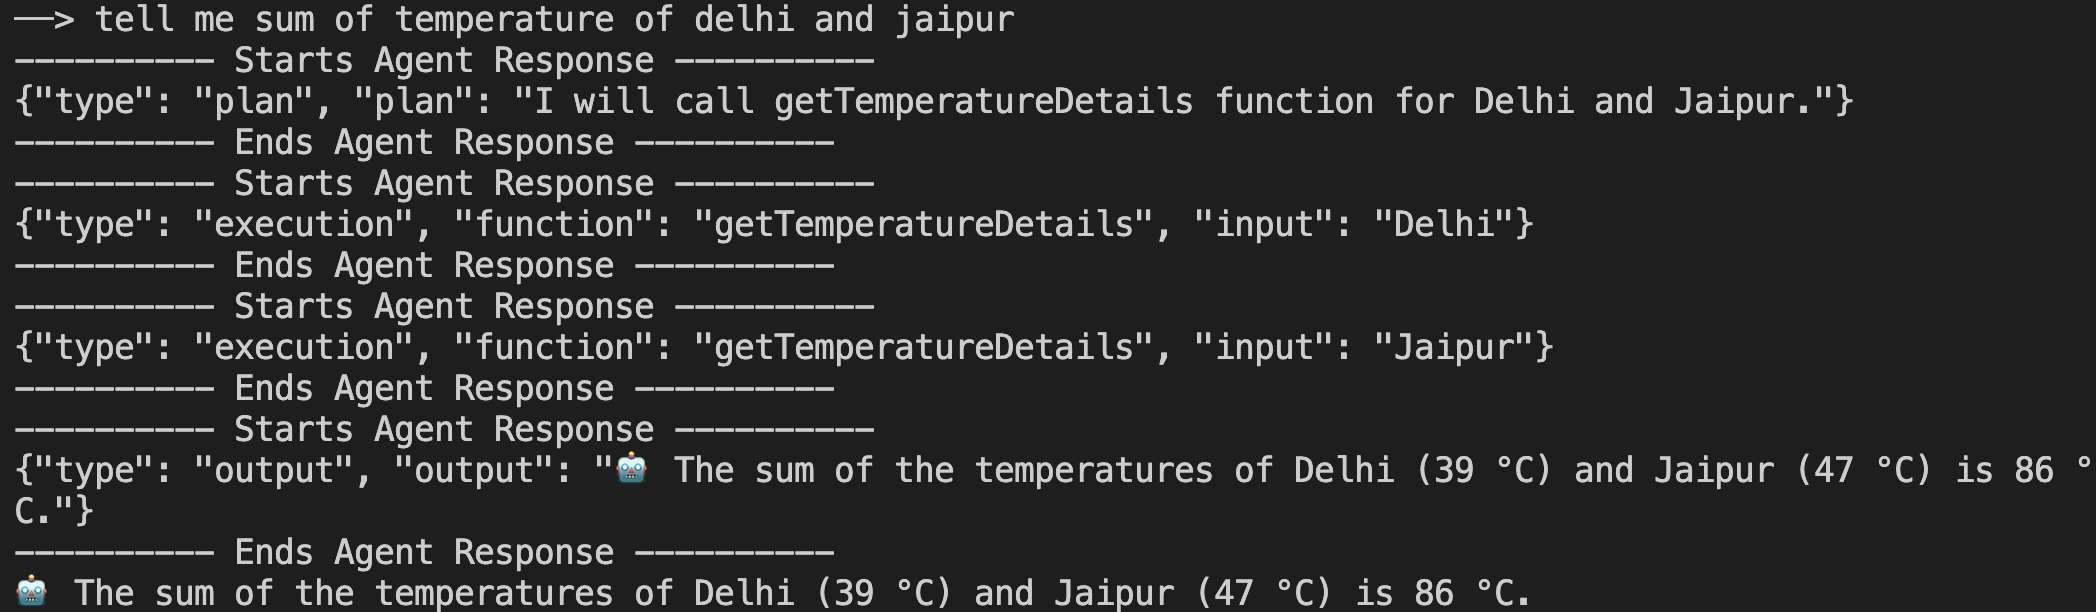 ——> tell me sum of temperature of delhi and jaipur
---------- Starts Agent Response ----------
{"type": "plan", "plan": "I will call getTemperatureDetails function for Delhi and Jaipur."}
---------- Ends Agent Response ----------
---------- Starts Agent Response ----------
{"type": "execution", "function": "getTemperatureDetails", "input": "Delhi"}
---------- Ends Agent Response ----------
---------- Starts Agent Response ----------
{"type": "execution", "function": "getTemperatureDetails", "input": "Jaipur"}
---------- Ends Agent Response ----------
---------- Starts Agent Response ----------
{"type": "output", "output": "🤖 The sum of the temperatures of Delhi (39 °C) and Jaipur (47 °C) is 86 °
C."}
---------- Ends Agent Response ----------
🤖 The sum of the temperatures of Delhi (39 °C) and Jaipur (47 °C) is 86 °C.